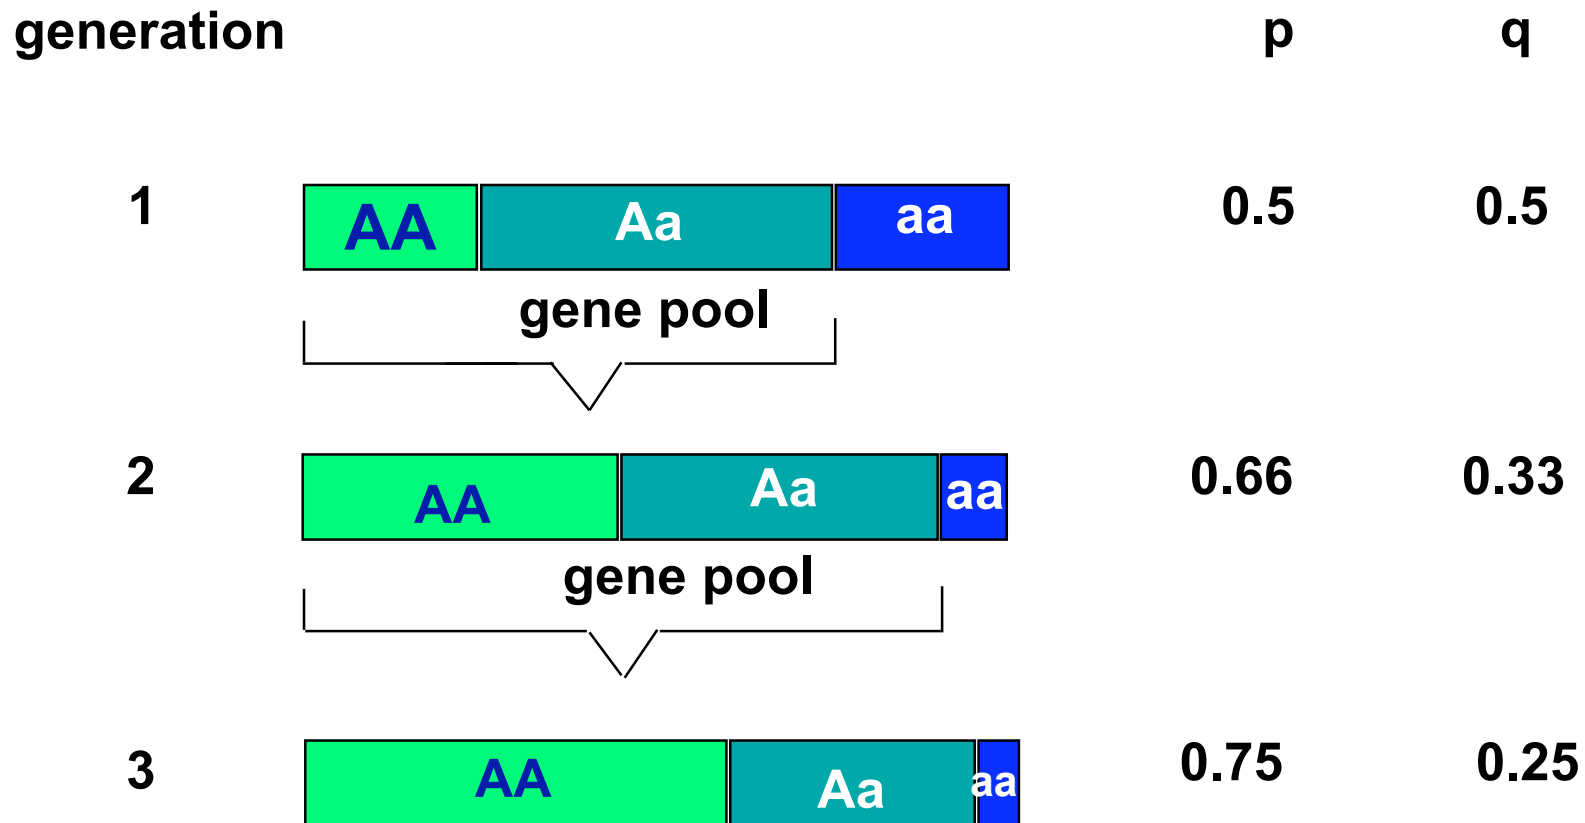 generation p q
1 AA Aa aa 0.5 0.5
gene pool
2 AA Aa aa 0.66 0.33
gene pool
3 AA Aa aa 0.75 0.25